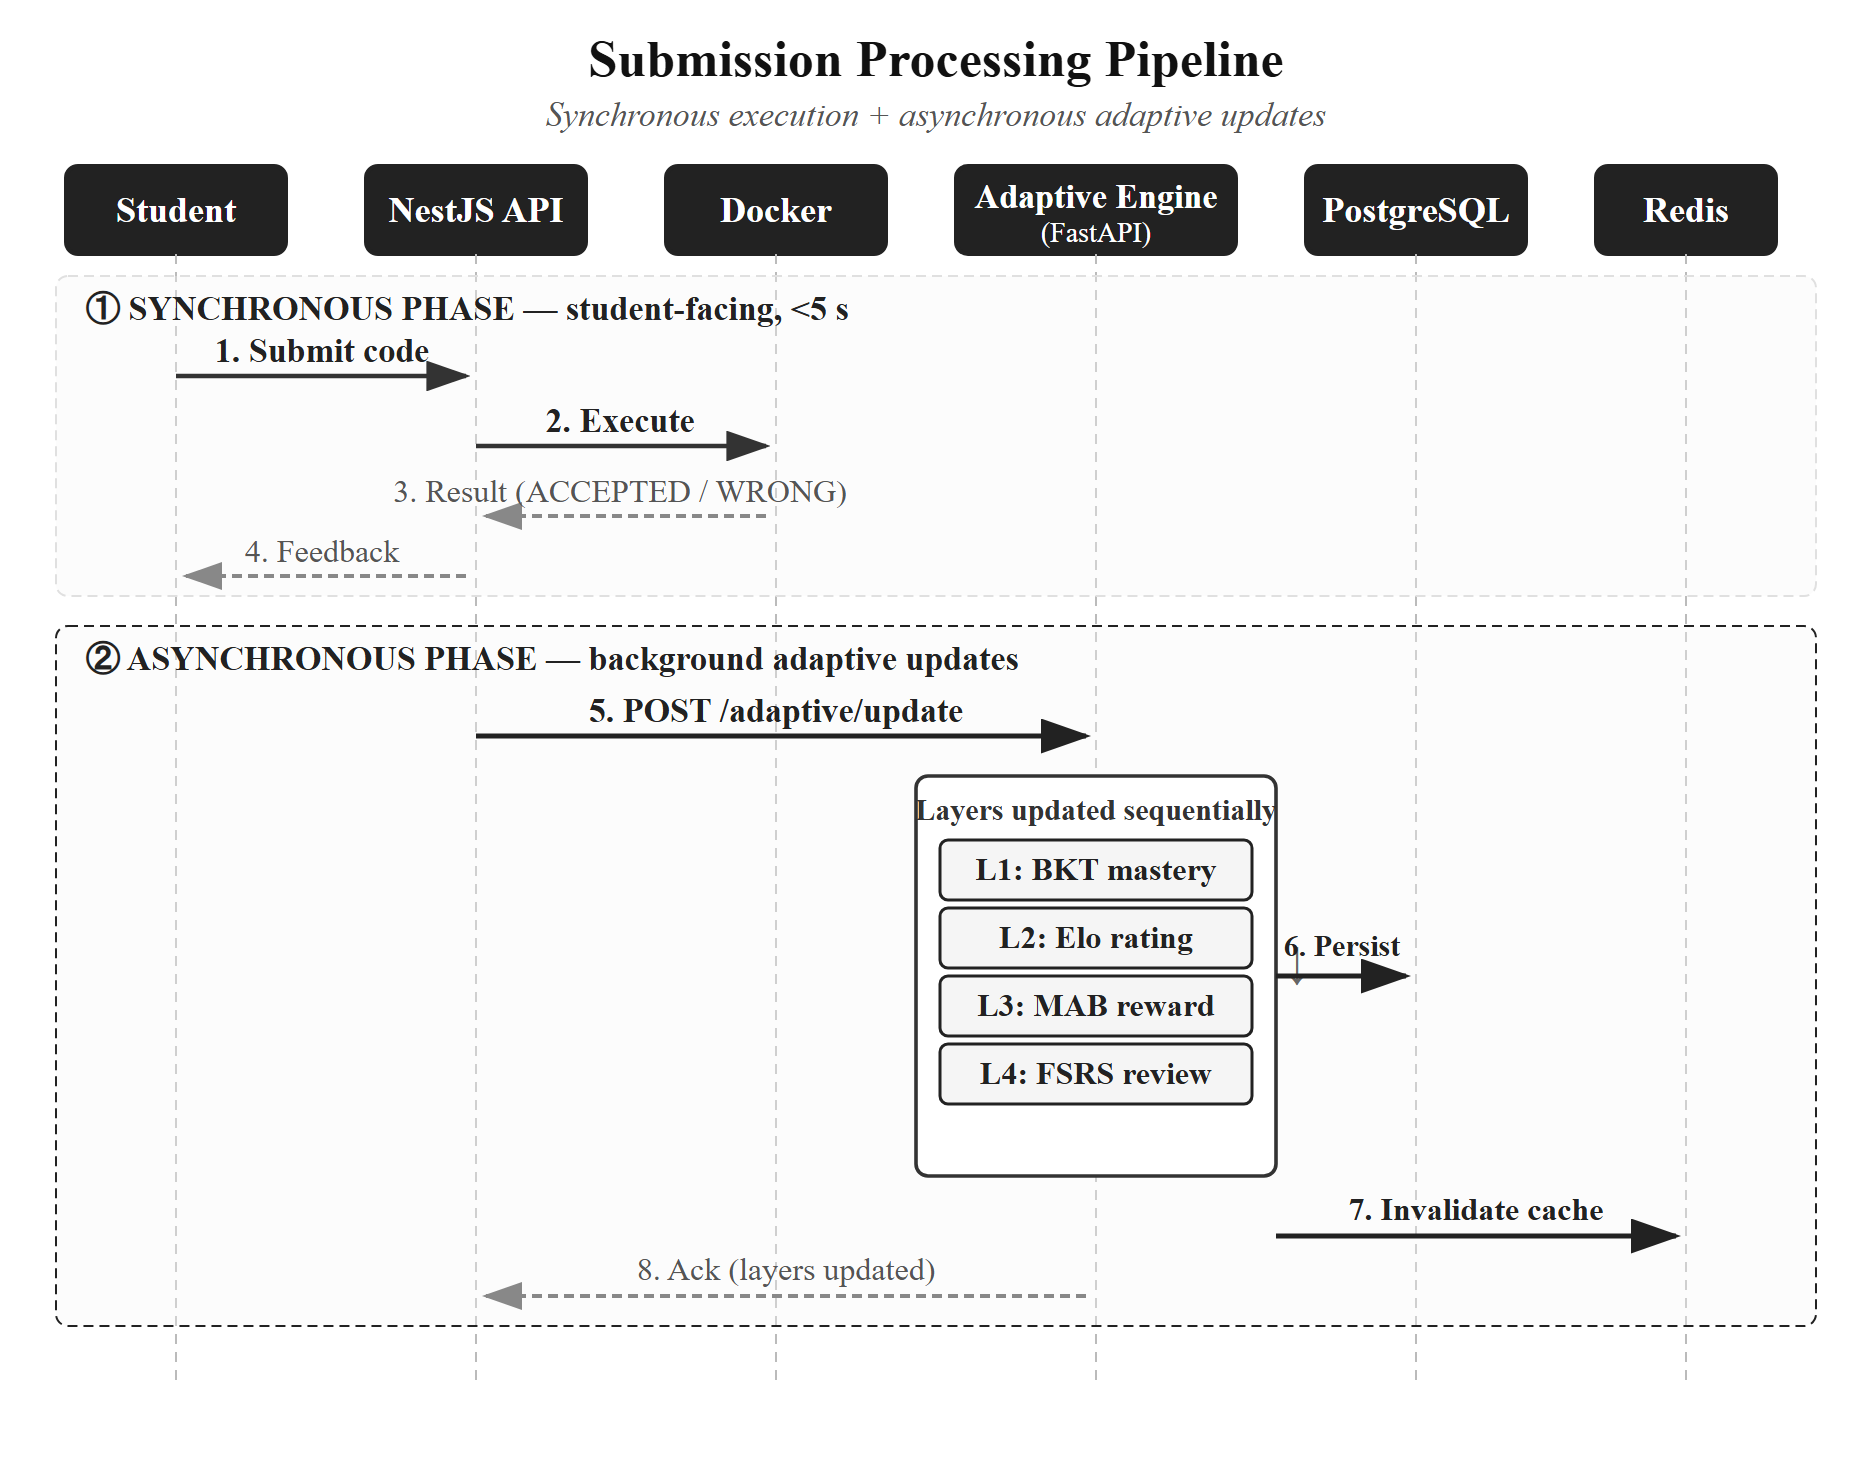 Submission Processing Pipeline
Synchronous execution + asynchronous adaptive updates
Student
NestJS API
Docker
Adaptive Engine
(FastAPI)
PostgreSQL
Redis
① SYNCHRONOUS PHASE — student-facing, <5 s
1. Submit code
2. Execute
3. Result (ACCEPTED / WRONG)
4. Feedback
② ASYNCHRONOUS PHASE — background adaptive updates
5. POST /adaptive/update
Layers updated sequentially
L1: BKT mastery
L2: Elo rating
6. Persist
L3: MAB reward
L4: FSRS review
7. Invalidate cache
8. Ack (layers updated)